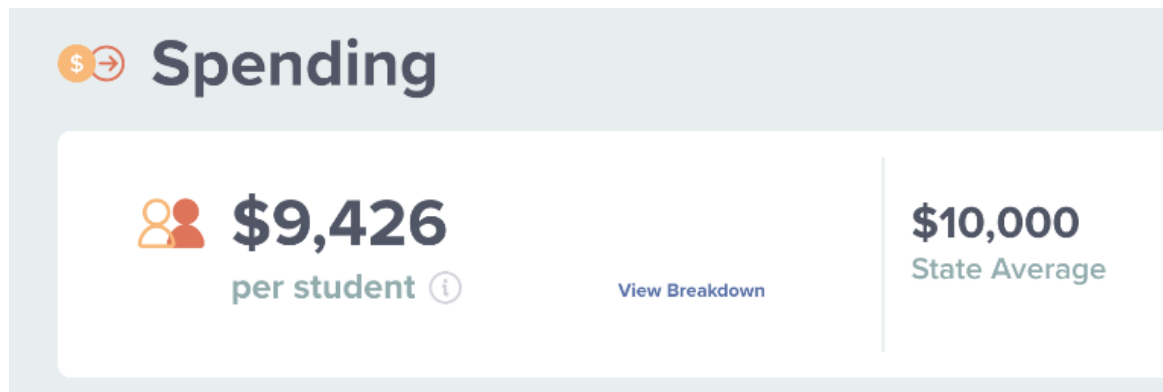 Spending
$9,426
per student
View Breakdown
$10,000
State Average